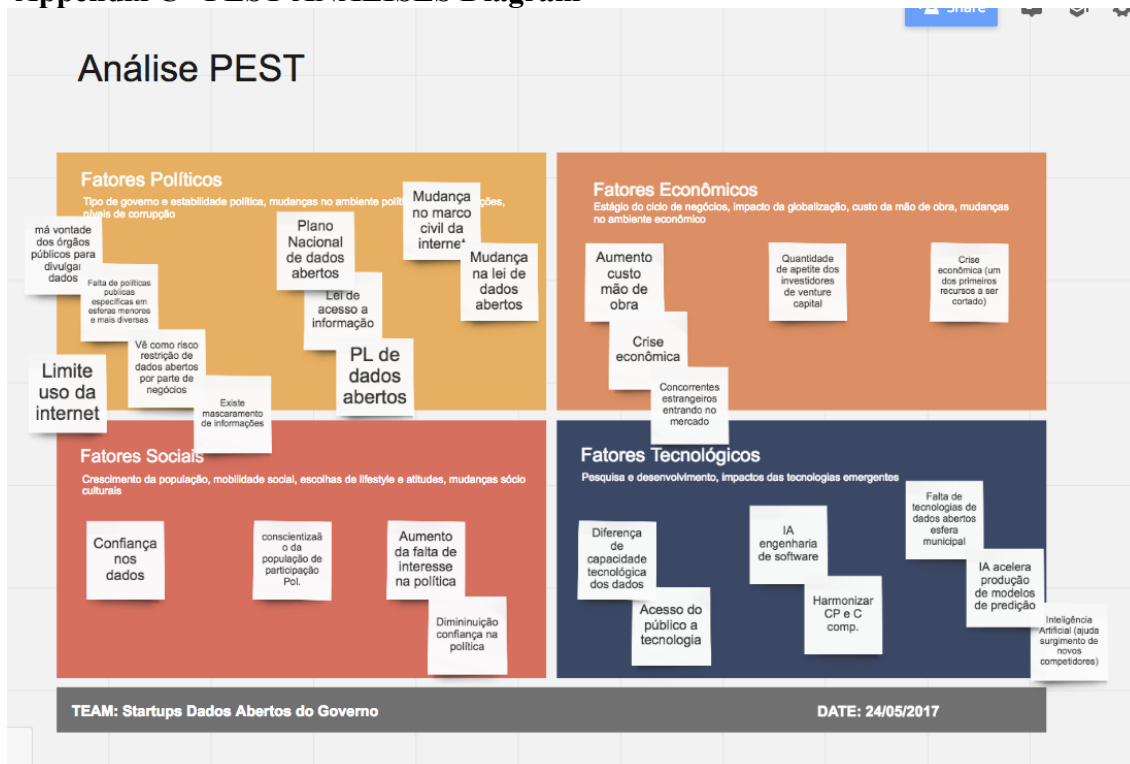 Appendix C- PEST ANALISES Diagram
Share
Análise PEST
Fatores Políticos
Tipo de governo e estabilidade política, mudanças no ambiente
níveis de corrupção
má vontade
dos órgãos
públicos para
divulgar
dados
Falta de políticas
publicas
específicas em
esferas menores
e mais diversas
Vê como risco
restrição de
dados abertos
por parte de
negócios
Limite
uso da
internet
Existe
mascaramento
de informações
Plano
Nacional
de dados
abertos
Lei de
acesso a
informação
PL de
dados
abertos
Mudança
no marco
civil da
internet
Mudança
na lei de
dados
abertos
Fatores Econômicos
Estágio do ciclo de negócios, impacto da globalização, custo da mão de obra, mudanças
no ambiente econômico
Aumento
custo
mão de
obra
Crise
econômica
Concorrentes
estrangeiros
entrando no
mercado
Quantidade
de apetite dos
investidores
de venture
capital
Crise
econômica (um
dos primeiros
recursos a ser
cortado)
Fatores Sociais
Crescimento da população, mobilidade social, escolhas de lifestyle e atitudes, mudanças sócio
culturais
Confiança
nos
dados
conscientizaã
o da
população de
participação
Pol.
Aumento
da falta de
interesse
na política
Dimininuição
confiança na
política
Fatores Tecnológicos
Pesquisa e desenvolvimento, impactos das tecnologias emergentes
Diferença
de
capacidade
tecnológica
dos dados
Acesso do
público a
tecnologia
IA
engenharia
de software
Harmonizar
CP e C
comp.
Falta de
tecnologias de
dados abertos
esfera
municipal
IA acelera
produção
de modelos
de predição
Inteligência
Artificial (ajuda
surgimento de
novos
competidores)
TEAM: Startups Dados Abertos do Governo
DATE: 24/05/2017